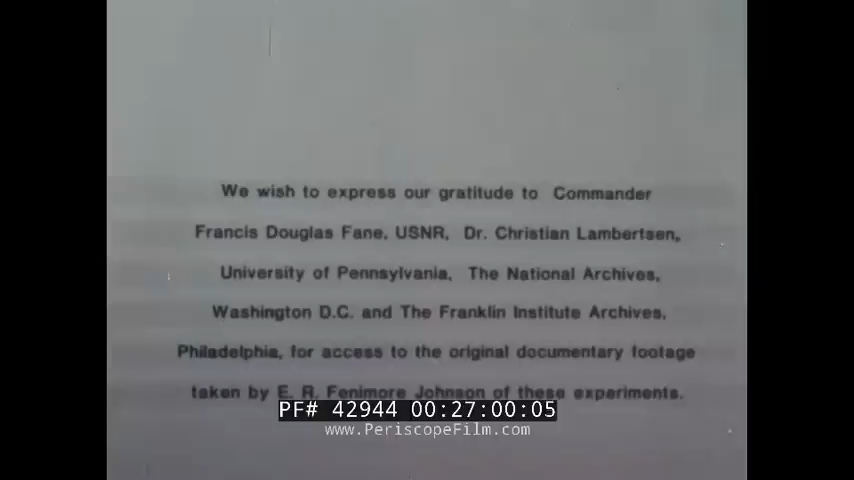 We wish to express our gratitude to Commander
Francis Douglas Fane, USNR, Dr. Christian Lambertsen,
University of Pennsylvania, The National Archives,
Washington D.C. and The Franklin Institute Archives,
Philadelphia, for access to the original documentary footage
taken by E. R. Fenimore Johnson of these experiments.
PF# 42944 00:27:00:05
www.PeriscopeFilm.com